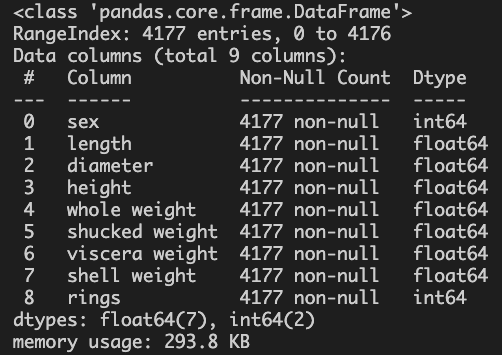 <class 'pandas.core.frame.DataFrame'>
RangeIndex: 4177 entries, 0 to 4176
Data columns (total 9 columns):
 #   Column          Non-Null Count  Dtype
---  ------          --------------  -----
 0   sex             4177 non-null   int64
 1   length          4177 non-null   float64
 2   diameter        4177 non-null   float64
 3   height          4177 non-null   float64
 4   whole weight    4177 non-null   float64
 5   shucked weight  4177 non-null   float64
 6   viscera weight  4177 non-null   float64
 7   shell weight    4177 non-null   float64
 8   rings           4177 non-null   int64
dtypes: float64(7), int64(2)
memory usage: 293.8 KB